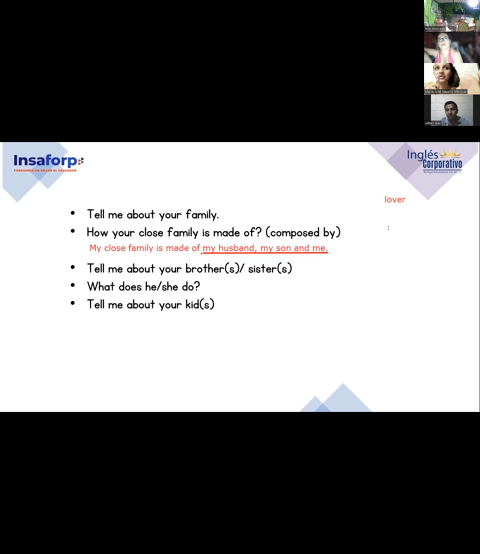 Insaforp
Inglés
Corporativo
lover
• Tell me about your family.
• How your close family is made of? (composed by)
My close family is made of my husband, my son and me.
• Tell me about your brother(s)/ sister(s)
• What does he/she do?
• Tell me about your kid(s)